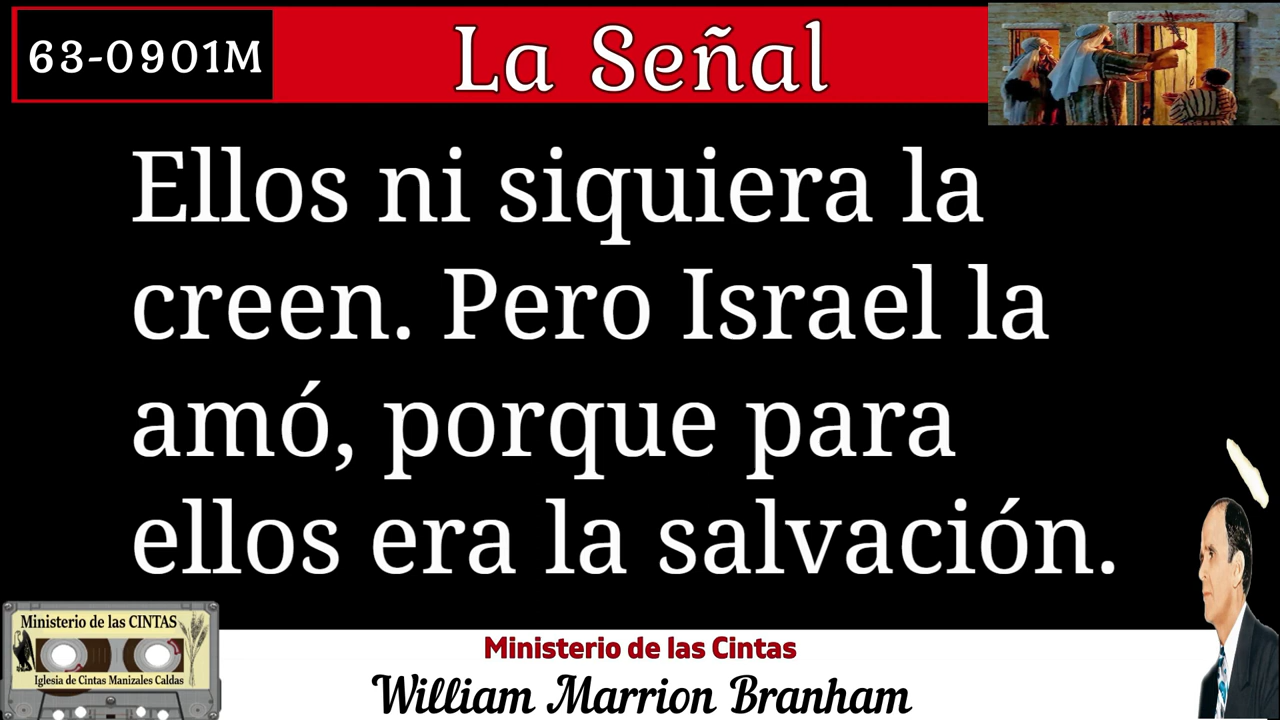 63-0901M
La Señal
Ellos ni siquiera la
creen. Pero Israel la
amó, porque para
ellos era la salvación.
Ministerio de las CINTAS
Iglesia de Cintas Manizales Caldas
Ministerio de las Cintas
William Marrion Branham